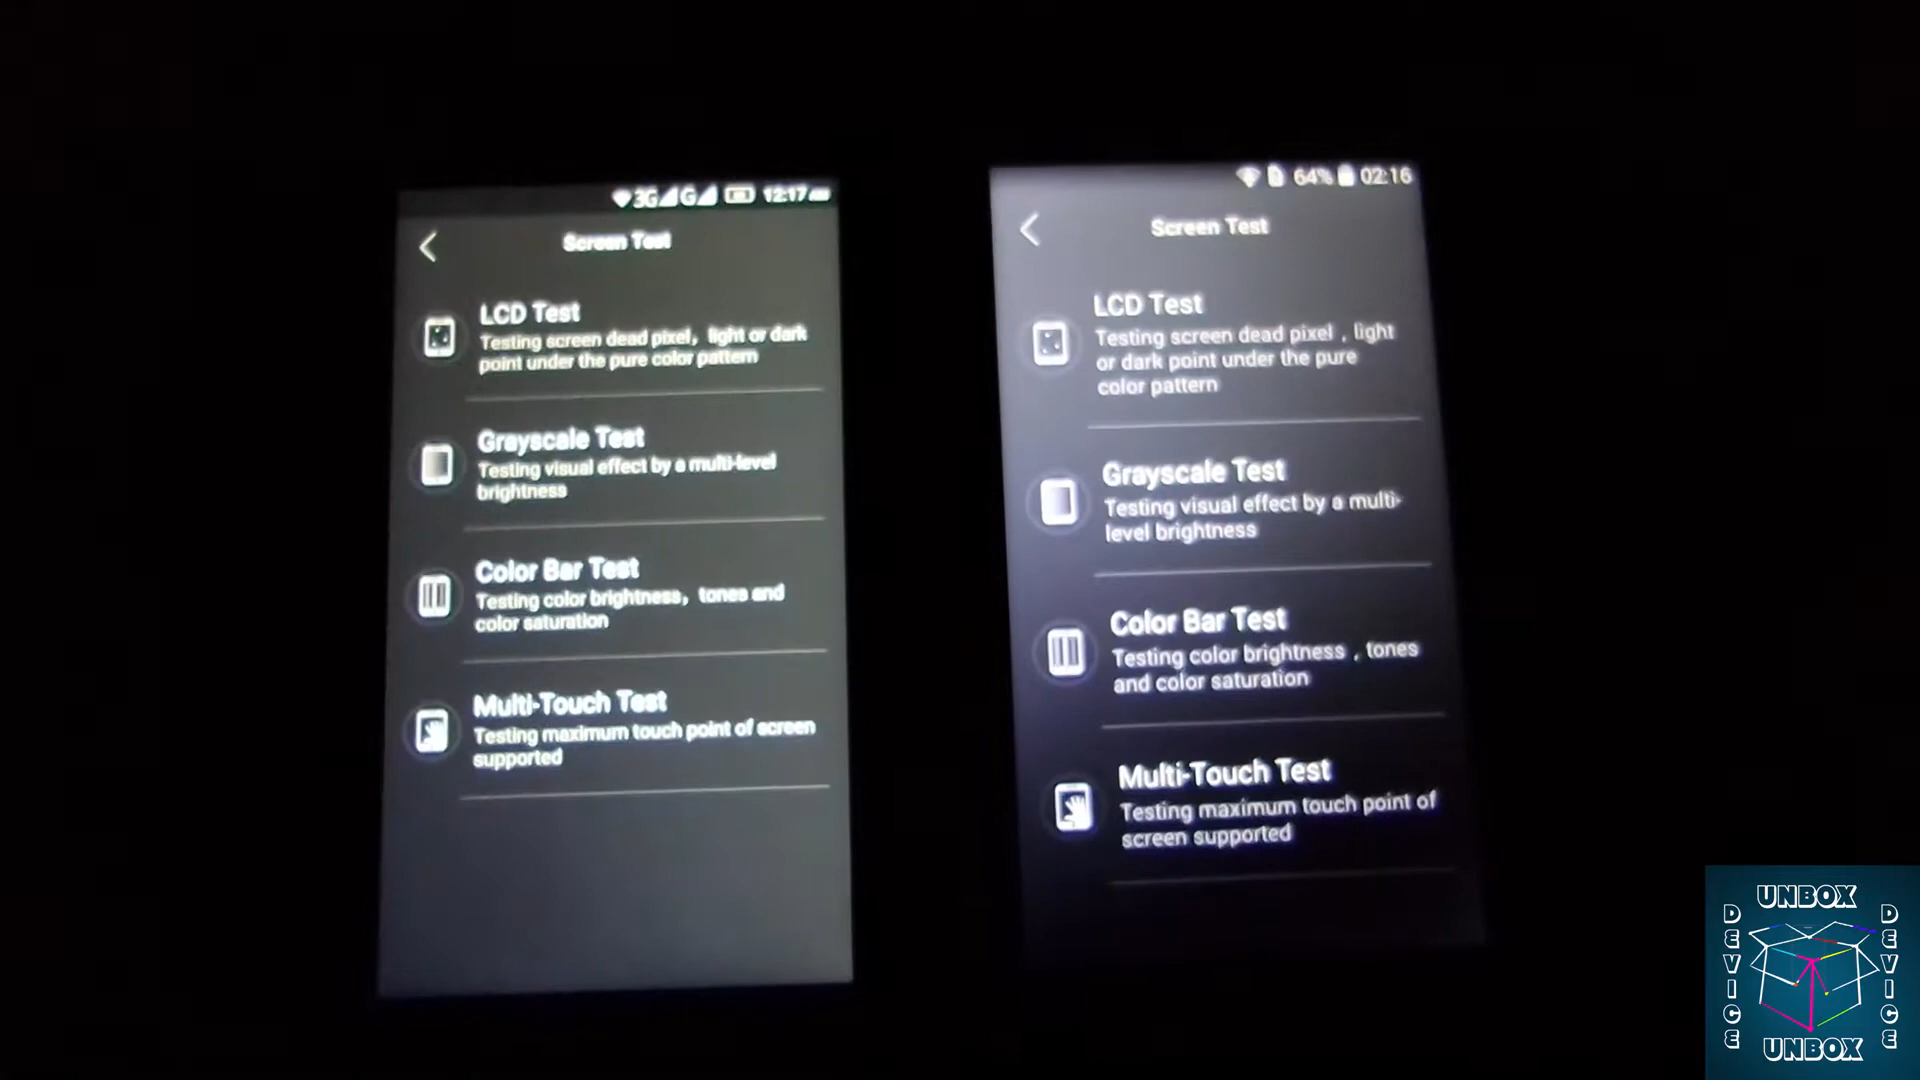 3G G 12:17
Screen Test
LCD Test
Testing screen dead pixel, light or dark
point under the pure color pattern
Grayscale Test
Testing visual effect by a multi-level
brightness
Color Bar Test
Testing color brightness, tones and
color saturation
Multi-Touch Test
Testing maximum touch point of screen
supported
64% 02:16
Screen Test
LCD Test
Testing screen dead pixel , light
or dark point under the pure
color pattern
Grayscale Test
Testing visual effect by a multi-
level brightness
Color Bar Test
Testing color brightness , tones
and color saturation
Multi-Touch Test
Testing maximum touch point of
screen supported
UNBOX
DEVICE
DEVICE
UNBOX